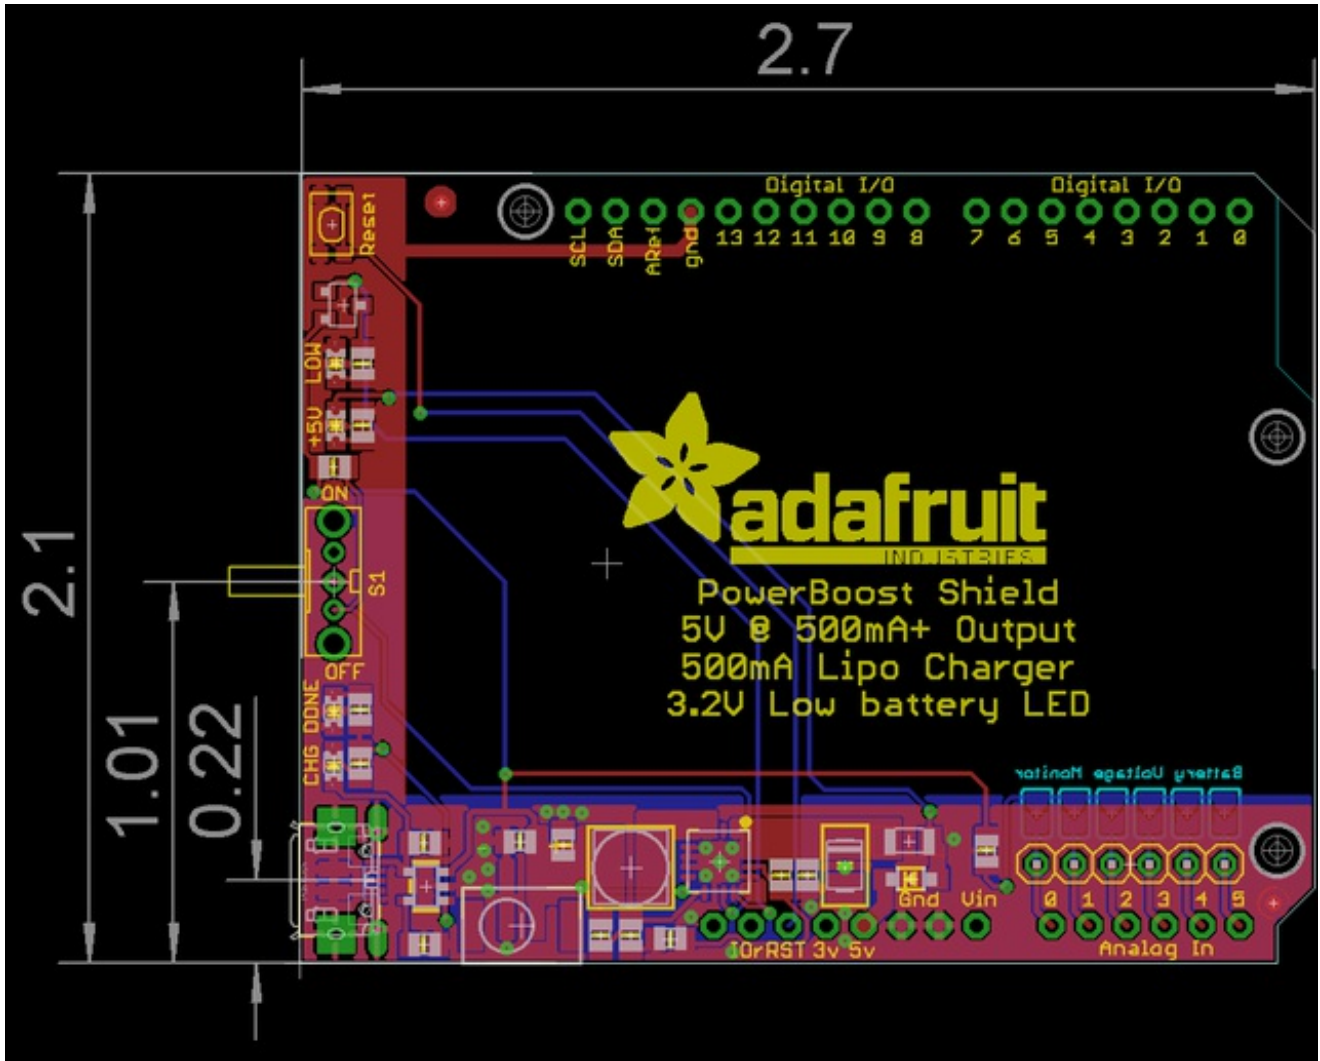 2.7
Digital I/O Digital I/O
Reset
SCL SDA ARef gnd 13 12 11 10 9 8 7 6 5 4 3 2 1 0
LOW
+5V
ON
adafruit
INDUSTRIES
2.1
S1
PowerBoost Shield
5V @ 500mA+ Output
500mA Lipo Charger
3.2V Low battery LED
OFF
DONE
CHG
1.01
0.22
Battery Voltage Monitor
Gnd Vin
0 1 2 3 4 5
IOrRST 3v 5v
Analog In